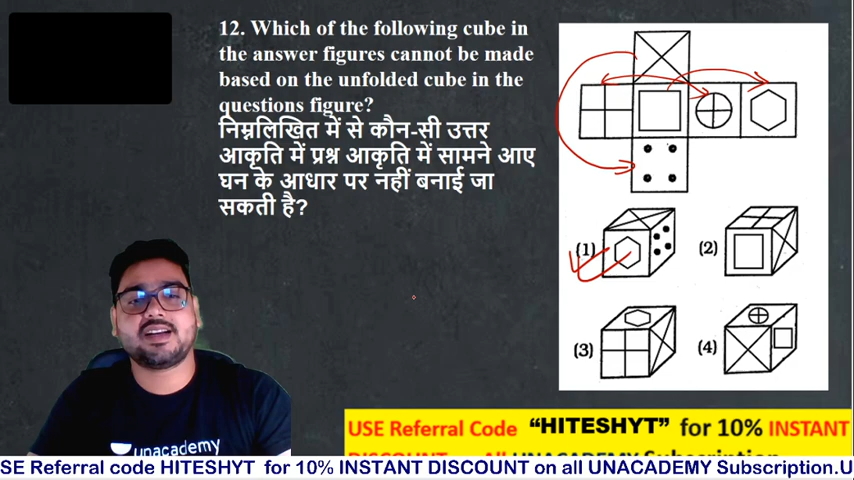 12. Which of the following cube in
the answer figures cannot be made
based on the unfolded cube in the
questions figure?
निम्नलिखित में से कौन-सी उत्तर
आकृति में प्रश्न आकृति में सामने आए
घन के आधार पर नहीं बनाई जा
सकती है?
(1)
(2)
(3)
(4)
unacademy
USE Referral Code “HITESHYT” for 10% INSTANT
SE Referral code HITESHYT for 10% INSTANT DISCOUNT on all UNACADEMY Subscription.U